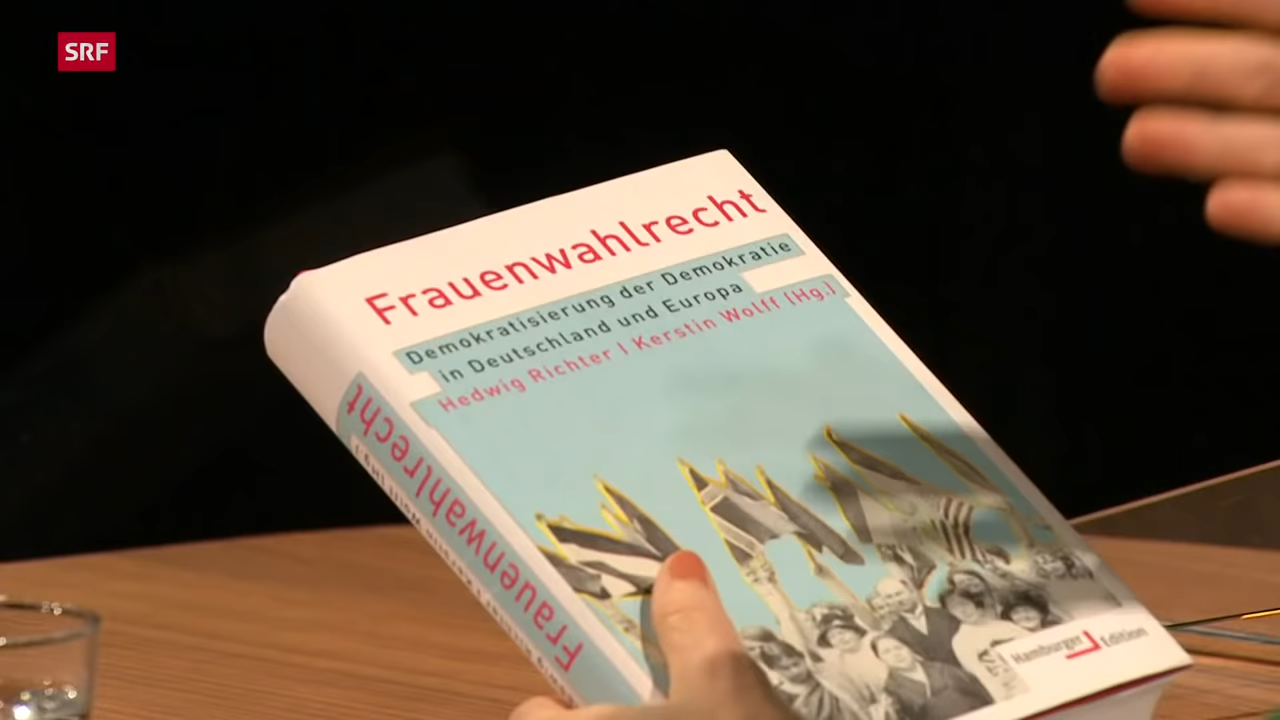 SRF
Frauenwahlrecht
Demokratisierung der Demokratie
in Deutschland und Europa
Hedwig Richter | Kerstin Wolff (Hg.)
Frauenwahlrecht
Hamburger Edition